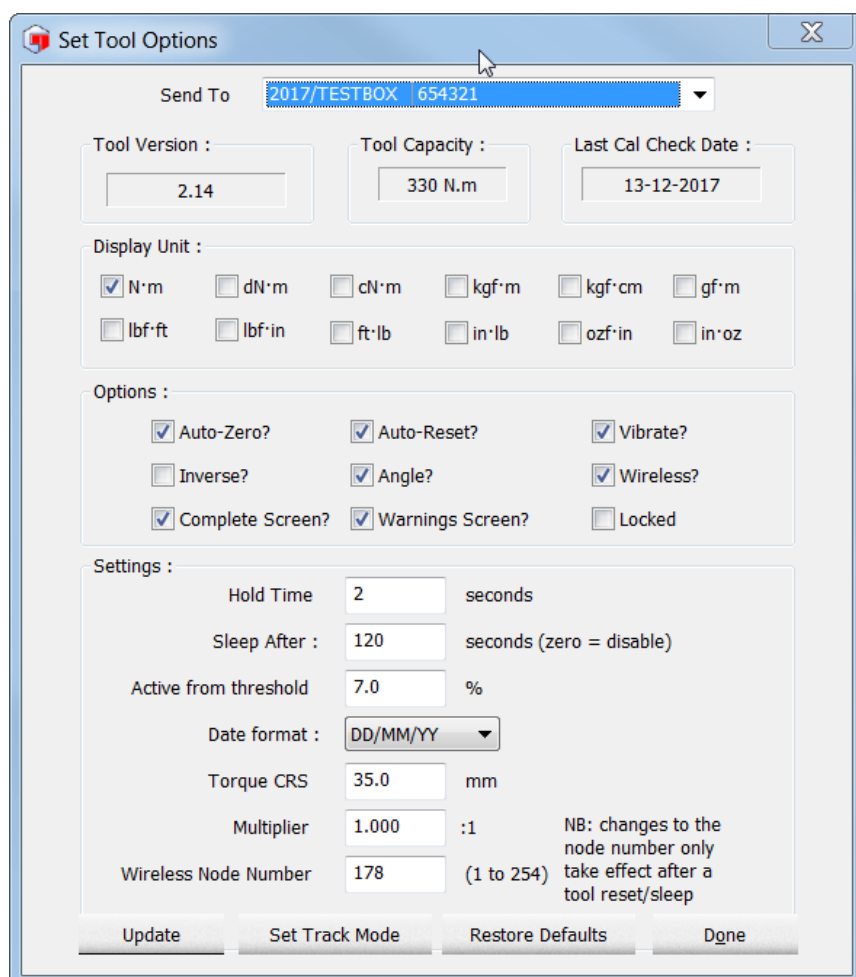 Set Tool Options
Send To 2017/TESTBOX 654321
Tool Version : Tool Capacity : Last Cal Check Date :
2.14 330 N.m 13-12-2017
Display Unit :
N·m dN·m cN·m kgf·m kgf·cm gf·m
lbf·ft lbf·in ft·lb in·lb ozf·in in·oz
Options :
Auto-Zero? Auto-Reset? Vibrate?
Inverse? Angle? Wireless?
Complete Screen? Warnings Screen? Locked
Settings :
Hold Time 2 seconds
Sleep After : 120 seconds (zero = disable)
Active from threshold 7.0 %
Date format : DD/MM/YY
Torque CRS 35.0 mm
Multiplier 1.000 :1
Wireless Node Number 178 (1 to 254)
NB: changes to the
node number only
take effect after a
tool reset/sleep
Update Set Track Mode Restore Defaults Done